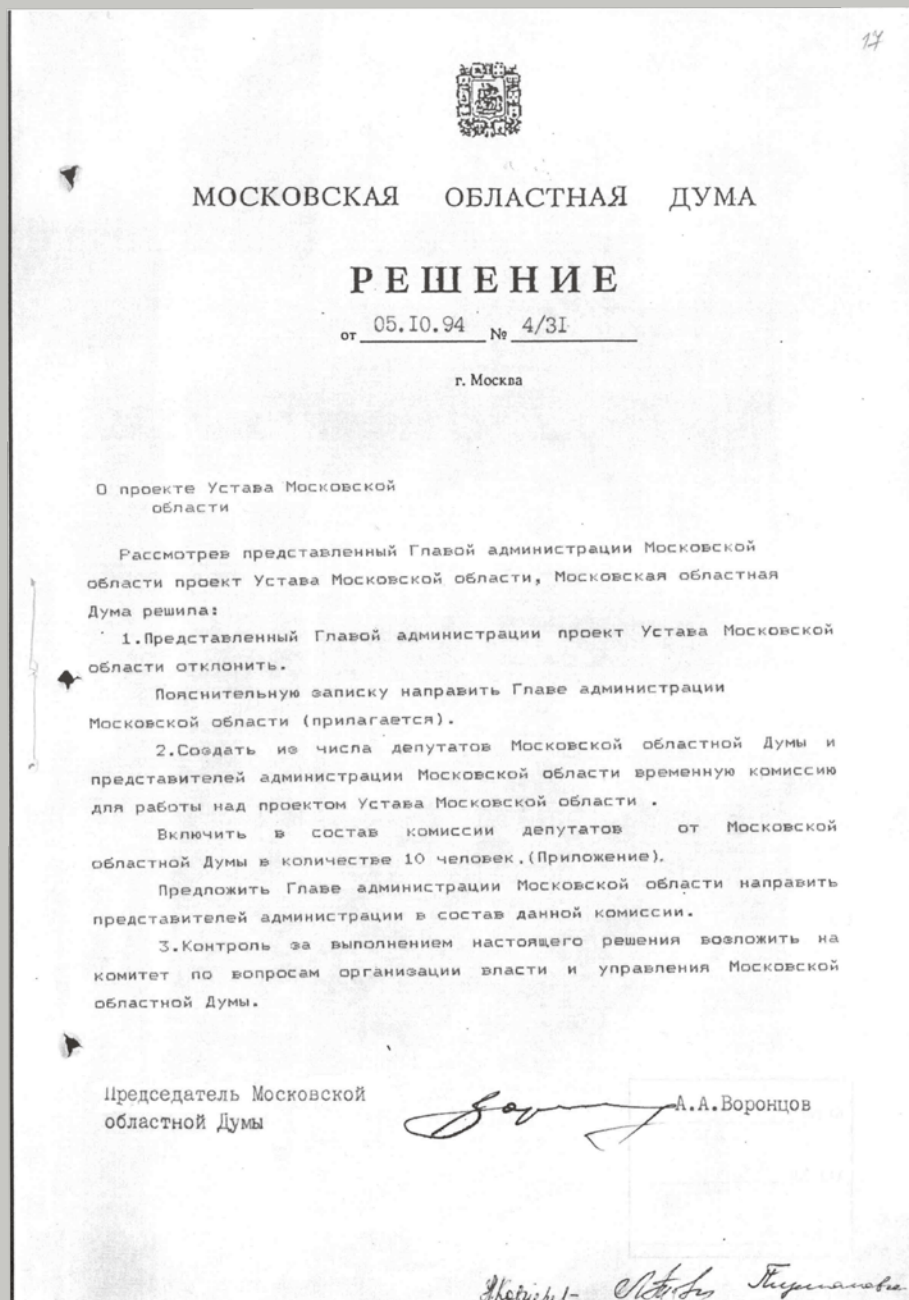 17
МОСКОВСКАЯ ОБЛАСТНАЯ ДУМА
РЕШЕНИЕ
от 05.IO.94 № 4/3I
г. Москва
О проекте Устава Московской
области
Рассмотрев представленный Главой администрации Московской
области проект Устава Московской области, Московская областная
Дума решила:
1.Представленный Главой администрации проект Устава Московской
области отклонить.
Пояснительную записку направить Главе администрации
Московской области (прилагается).
2.Создать из числа депутатов Московской областной Думы и
представителей администрации Московской области временную комиссию
для работы над проектом Устава Московской области .
Включить в состав комиссии депутатов от Московской
областной Думы в количестве 10 человек.(Приложение).
Предложить Главе администрации Московской области направить
представителей администрации в состав данной комиссии.
3.Контроль за выполнением настоящего решения возложить на
комитет по вопросам организации власти и управления Московской
областной Думы.
Председатель Московской
областной Думы
А.А.Воронцов